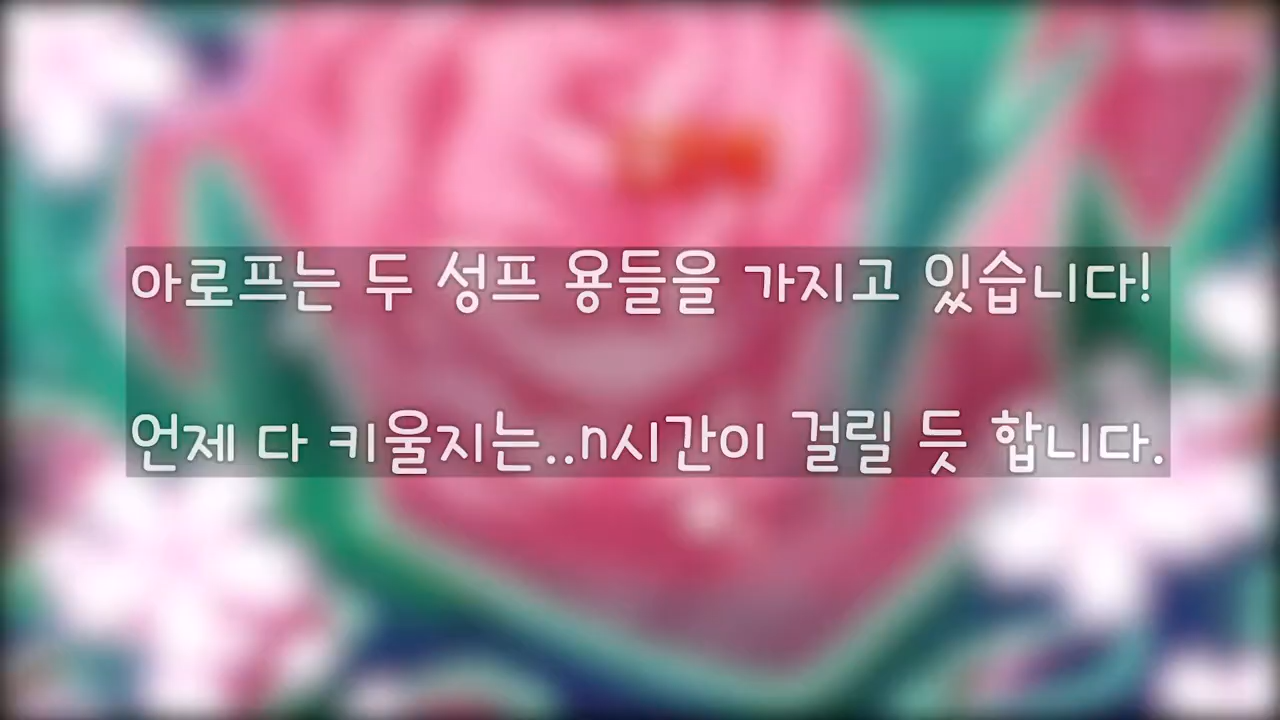 아로프는 두 성프 용들을 가지고 있습니다!
언제 다 키울지는..n시간이 걸릴 듯 합니다.